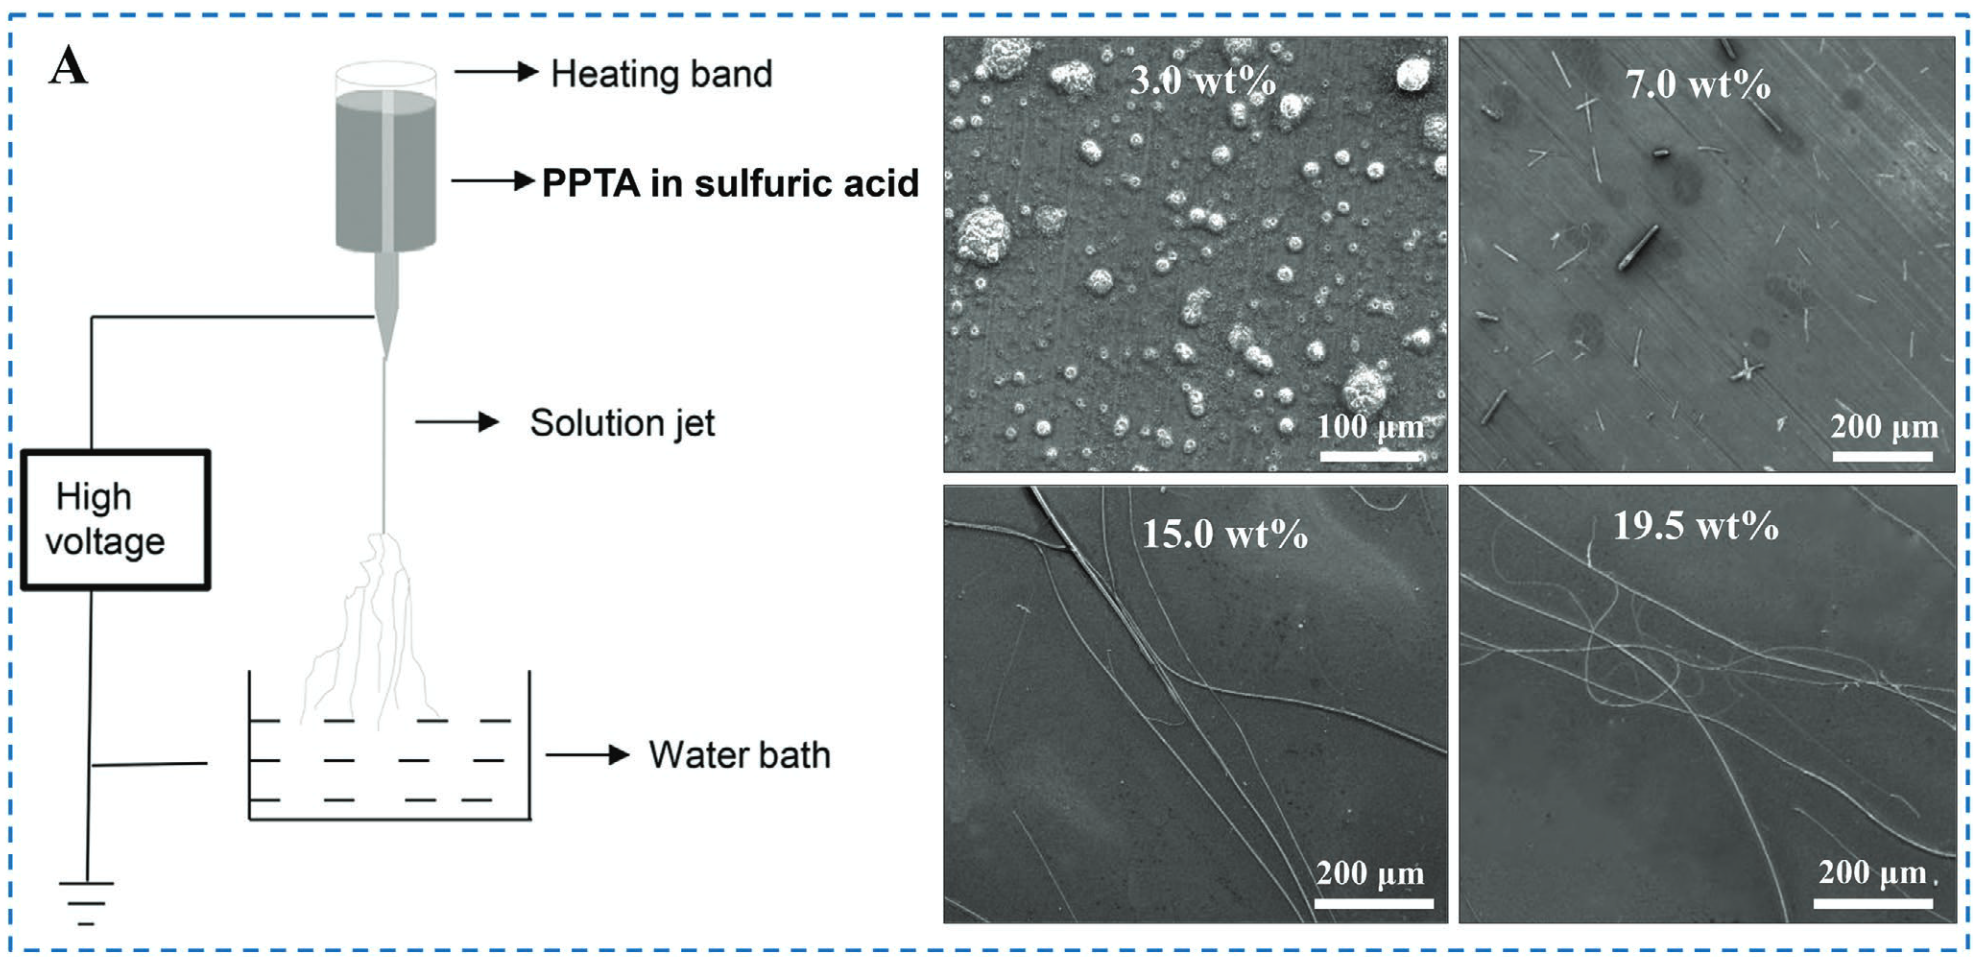 A
Heating band
PPTA in sulfuric acid
Solution jet
High
voltage
Water bath
3.0 wt%
100 μm
7.0 wt%
200 μm
15.0 wt%
200 μm
19.5 wt%
200 μm